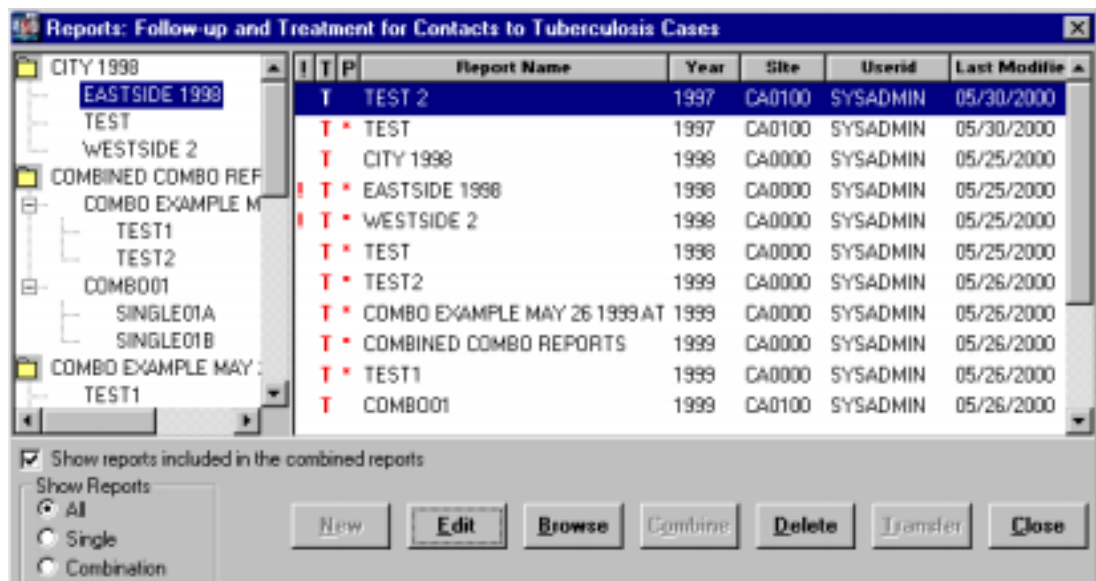 Reports: Follow-up and Treatment for Contacts to Tuberculosis Cases
CITY 1998
EASTSIDE 1998
TEST
WESTSIDE 2
COMBINED COMBO REF
COMBO EXAMPLE M
TEST1
TEST2
COMBO01
SINGLE01A
SINGLE01B
COMBO EXAMPLE MAY
TEST1
! T P Report Name Year Site Userid Last Modifie
T TEST 2 1997 CA0100 SYSADMIN 05/30/2000
T * TEST 1997 CA0100 SYSADMIN 05/30/2000
T CITY 1998 1998 CA0000 SYSADMIN 05/25/2000
! T * EASTSIDE 1998 1998 CA0000 SYSADMIN 05/25/2000
! T * WESTSIDE 2 1998 CA0000 SYSADMIN 05/25/2000
T * TEST 1998 CA0000 SYSADMIN 05/25/2000
T * TEST2 1999 CA0000 SYSADMIN 05/26/2000
T * COMBO EXAMPLE MAY 26 1999 AT 1999 CA0000 SYSADMIN 05/26/2000
T * COMBINED COMBO REPORTS 1999 CA0000 SYSADMIN 05/26/2000
T * TEST1 1999 CA0000 SYSADMIN 05/26/2000
T COMBO01 1999 CA0100 SYSADMIN 05/26/2000
Show reports included in the combined reports
Show Reports
All
Single
Combination
New Edit Browse Combine Delete Transfer Close